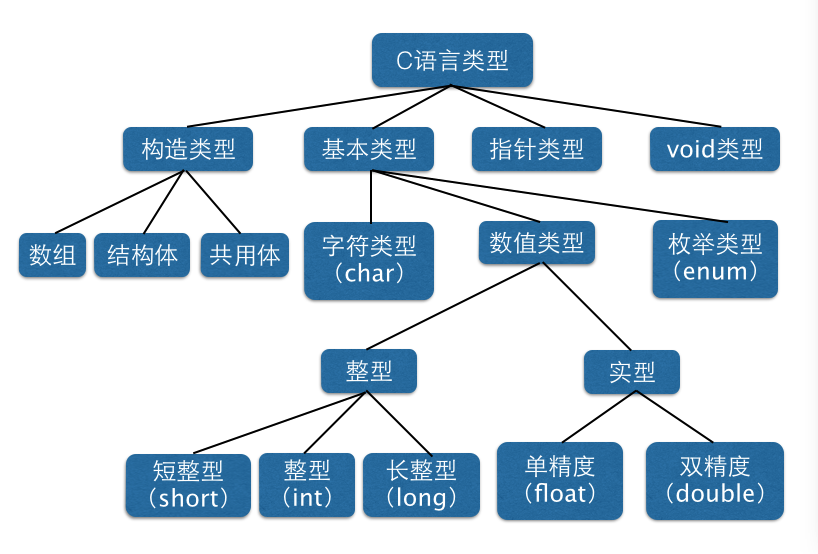 C语言类型
构造类型
基本类型
指针类型
void类型
数组
结构体
共用体
字符类型
（char）
数值类型
枚举类型
（enum）
整型
实型
短整型
（short）
整型
（int）
长整型
（long）
单精度
（float）
双精度
（double）